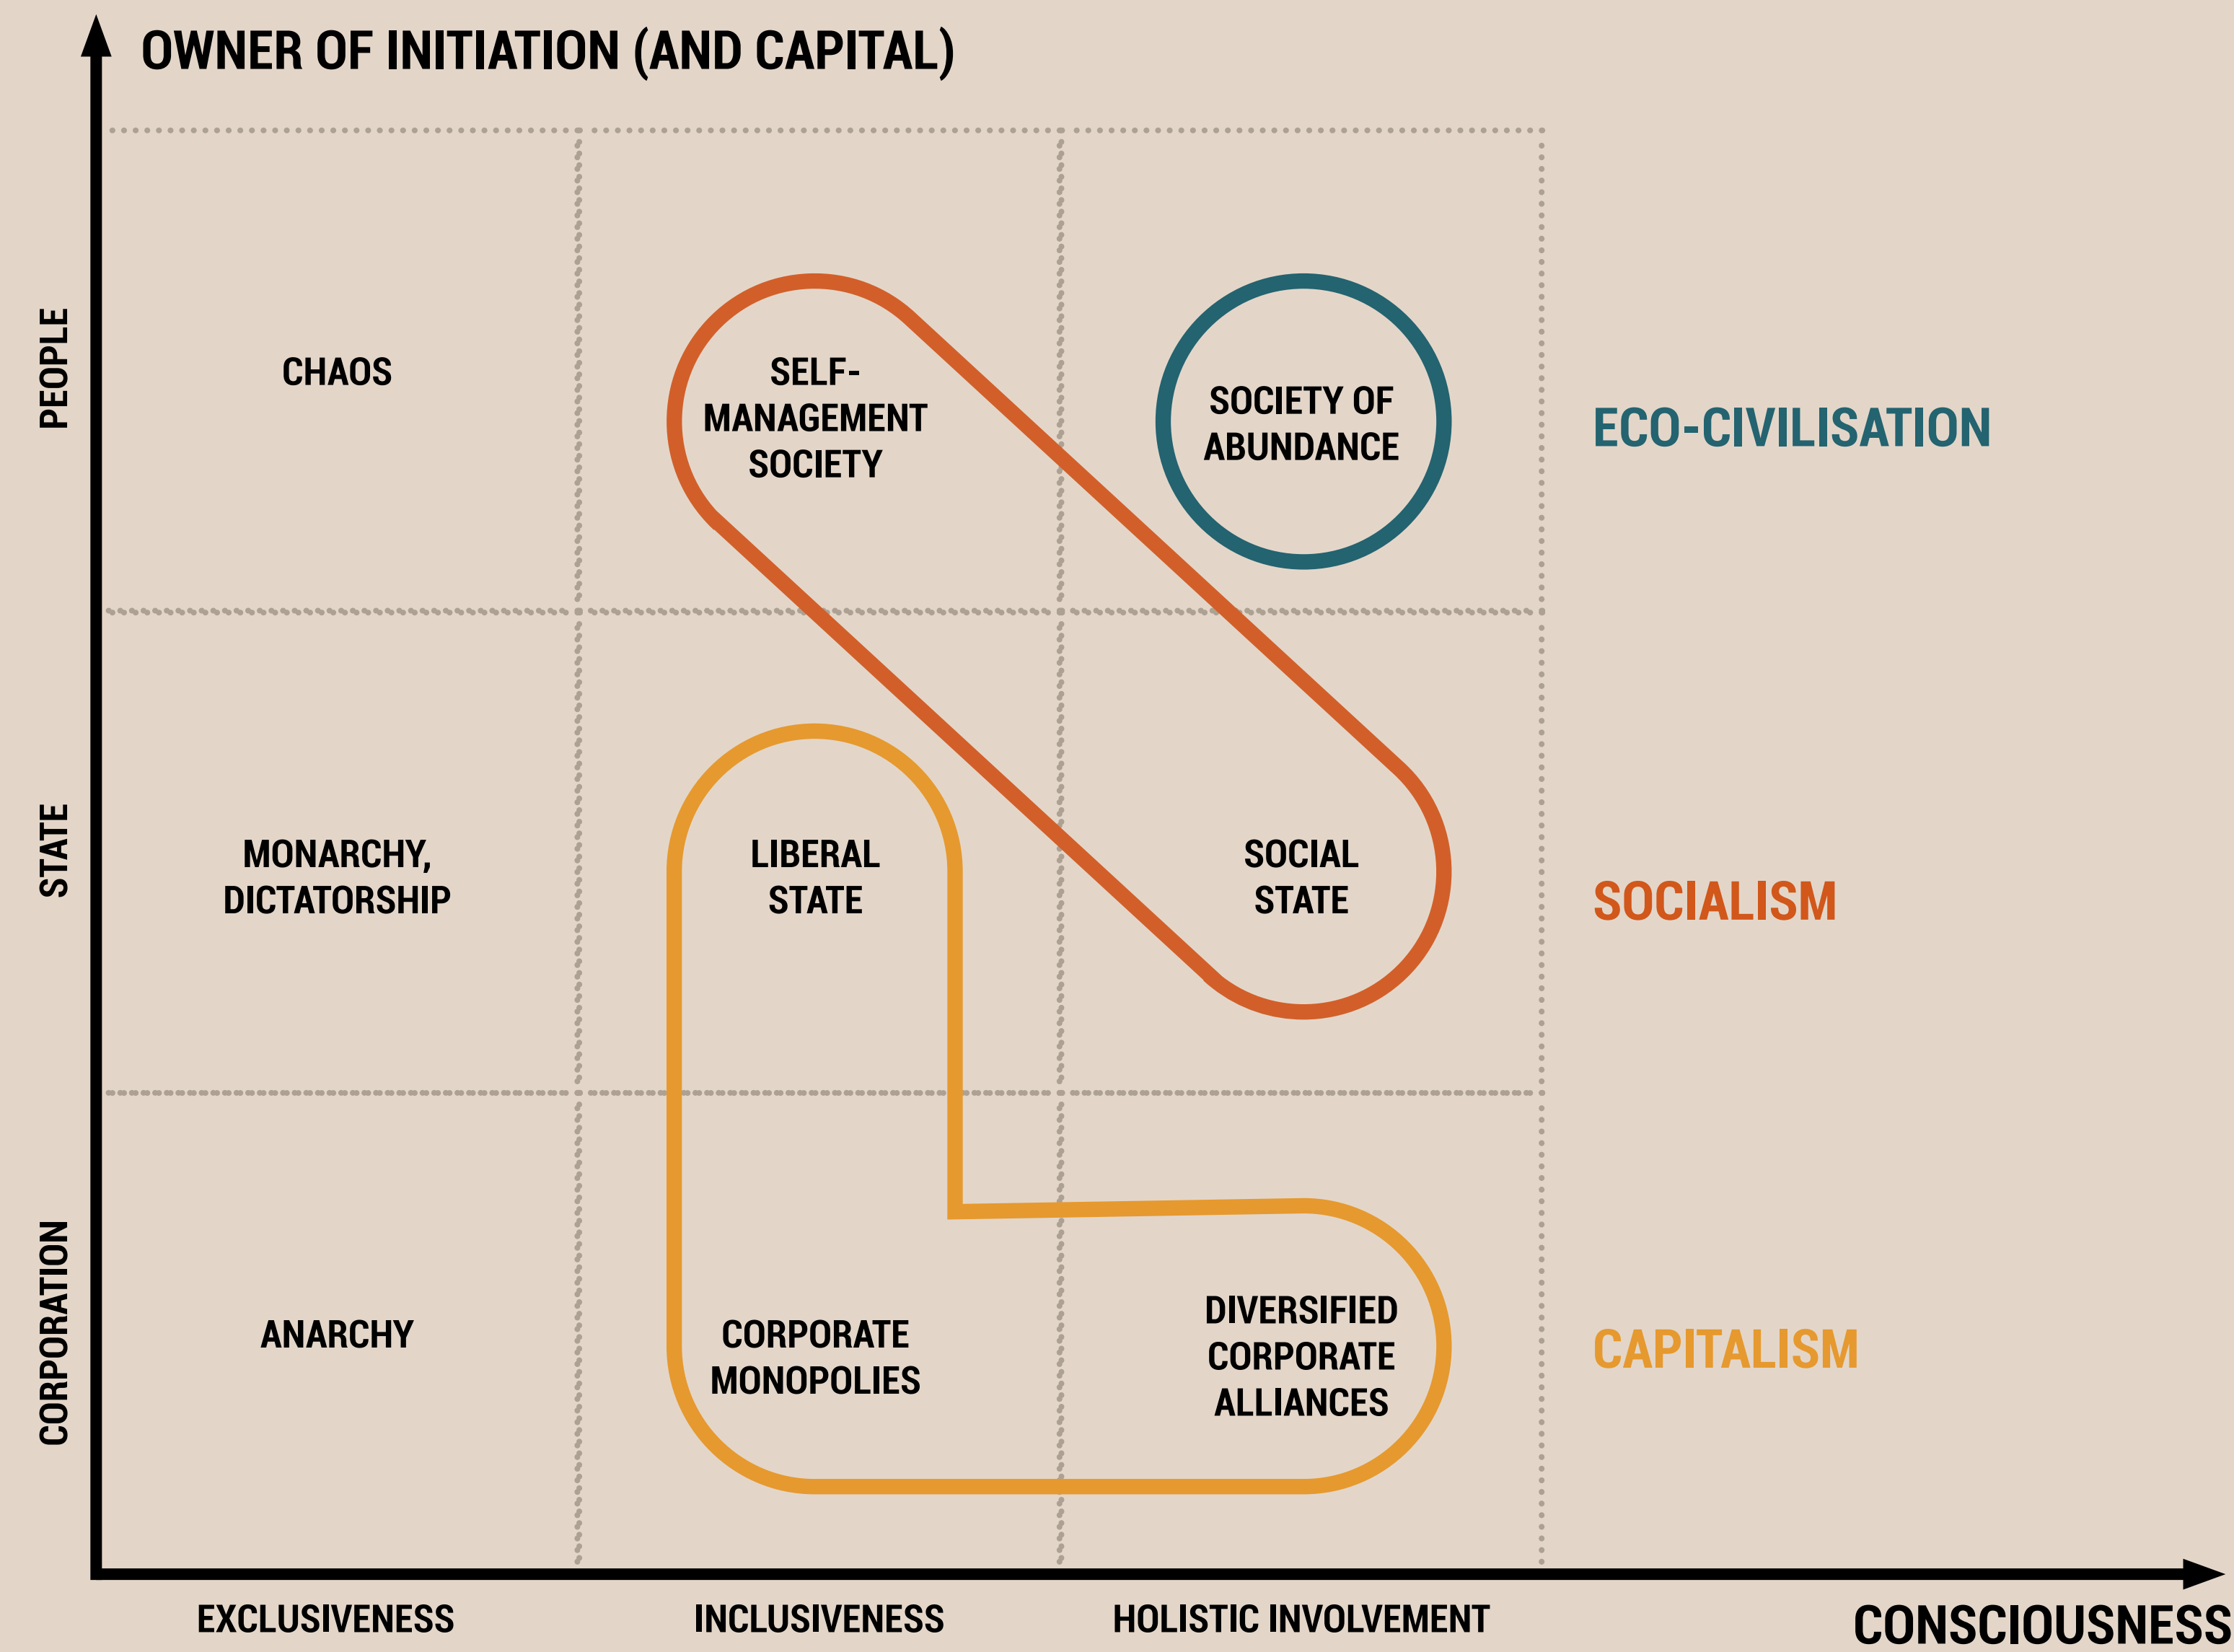 OWNER OF INITIATION (AND CAPITAL)
PEOPLE
CHAOS
SELF-
MANAGEMENT
SOCIETY
SOCIETY OF
ABUNDANCE
ECO-CIVILISATION
STATE
MONARCHY,
DICTATORSHIP
LIBERAL
STATE
SOCIAL
STATE
SOCIALISM
CORPORATION
ANARCHY
CORPORATE
MONOPOLIES
DIVERSIFIED
CORPORATE
ALLIANCES
CAPITALISM
EXCLUSIVENESS
INCLUSIVENESS
HOLISTIC INVOLVEMENT
CONSCIOUSNESS